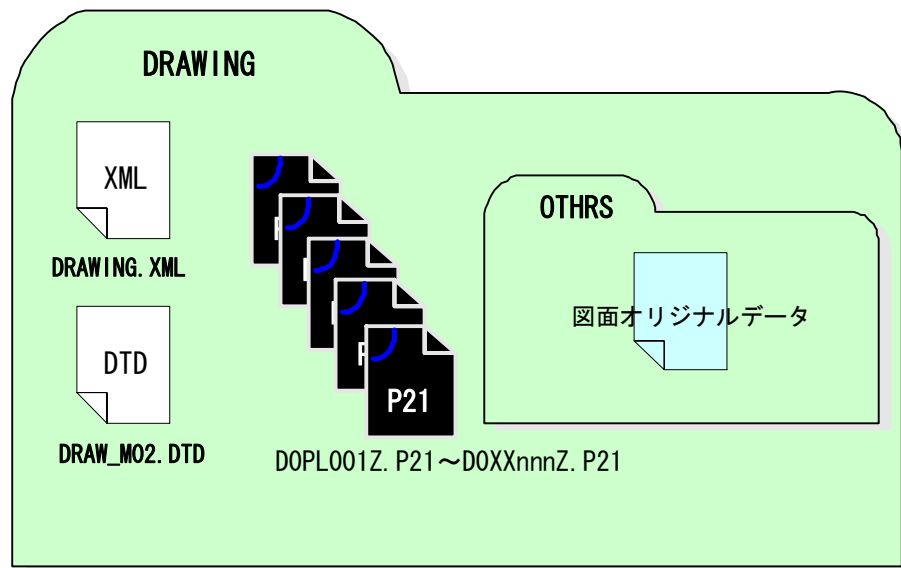 DRAWING
XML
DRAWING.XML
DTD
DRAW_M02.DTD
P21
D0PL001Z.P21～D0XXnnnZ.P21
OTHRS
図面オリジナルデータ